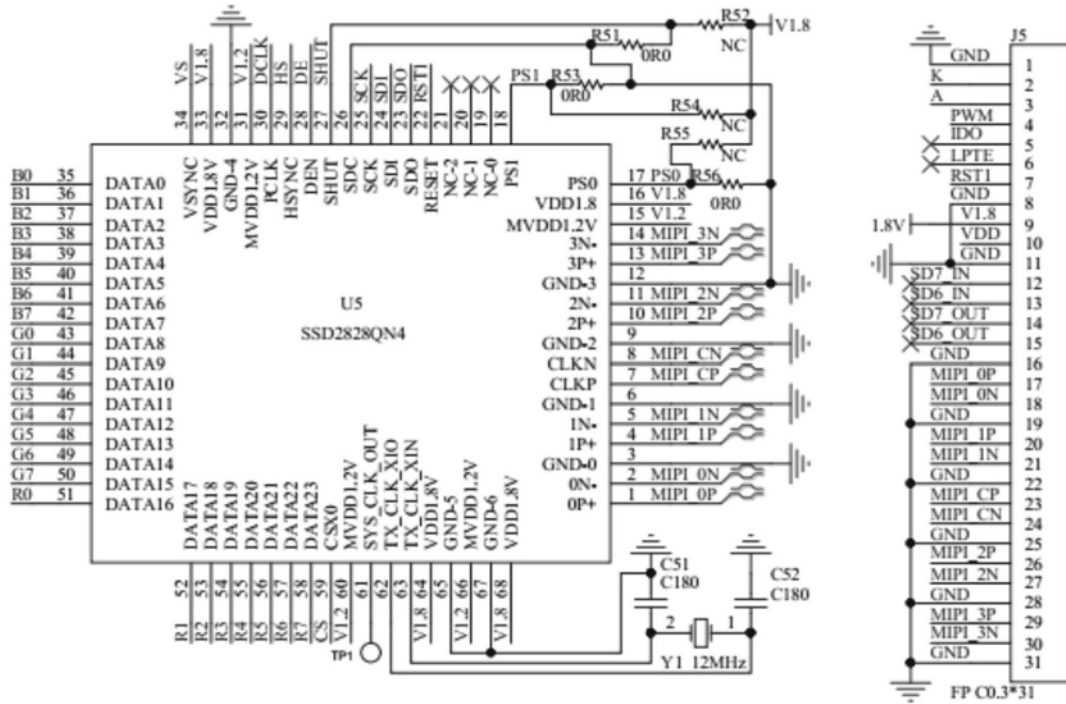 VS
V1.8
V1.2
DCLK
HS
DE
SHUT
SCK
SDI
SDO
RST1
PS1
34
33
32
31
30
29
28
27
26
25
24
23
22
21
20
19
18
VSYNC
VDD1.8V
GND-4
MVDD1.2V
PCLK
HSYNC
DEN
SHUT
SDC
SCK
SDI
SDO
RESET
NC-2
NC-1
NC-0
PS1
R52
NC
V1.8
R51
0R0
R53
0R0
R54
NC
R55
NC
R56
0R0
B0 35 DATA0
B1 36 DATA1
B2 37 DATA2
B3 38 DATA3
B4 39 DATA4
B5 40 DATA5
B6 41 DATA6
B7 42 DATA7
G0 43 DATA8
G1 44 DATA9
G2 45 DATA10
G3 46 DATA11
G4 47 DATA12
G5 48 DATA13
G6 49 DATA14
G7 50 DATA15
R0 51 DATA16
U5
SSD2828QN4
PS0 17 PS0
VDD1.8 16 V1.8
MVDD1.2V 15 V1.2
3N- 14 MIPI_3N
3P+ 13 MIPI_3P
GND-3 12
2N- 11 MIPI_2N
2P+ 10 MIPI_2P
GND-2 9
CLKN 8 MIPI_CN
CLKP 7 MIPI_CP
GND-1 6
1N- 5 MIPI_1N
1P+ 4 MIPI_1P
GND-0 3
0N- 2 MIPI_0N
0P+ 1 MIPI_0P
DATA17
DATA18
DATA19
DATA20
DATA21
DATA22
DATA23
CSX0
MVDD1.2V
SYS_CLK_OUT
TX_CLK_XIO
TX_CLK_XIN
VDD1.8V
GND-5
MVDD1.2V
GND-6
VDD1.8V
R1 52
R2 53
R3 54
R4 55
R5 56
R6 57
R7 58
CS 59
V1.2 60
61
62
63
V1.8 64
65
V1.2 66
67
V1.8 68
TP1
C51
C180
C52
C180
2 1
Y1 12MHz
J5
GND 1
K 2
A 3
PWM 4
IDO 5
LPTE 6
RST1 7
GND 8
1.8V V1.8 9
VDD 10
GND 11
SD7_IN 12
SD6_IN 13
SD7_OUT 14
SD6_OUT 15
GND 16
MIPI_0P 17
MIPI_0N 18
GND 19
MIPI_1P 20
MIPI_1N 21
GND 22
MIPI_CP 23
MIPI_CN 24
GND 25
MIPI_2P 26
MIPI_2N 27
GND 28
MIPI_3P 29
MIPI_3N 30
GND 31
FP C0.3*31